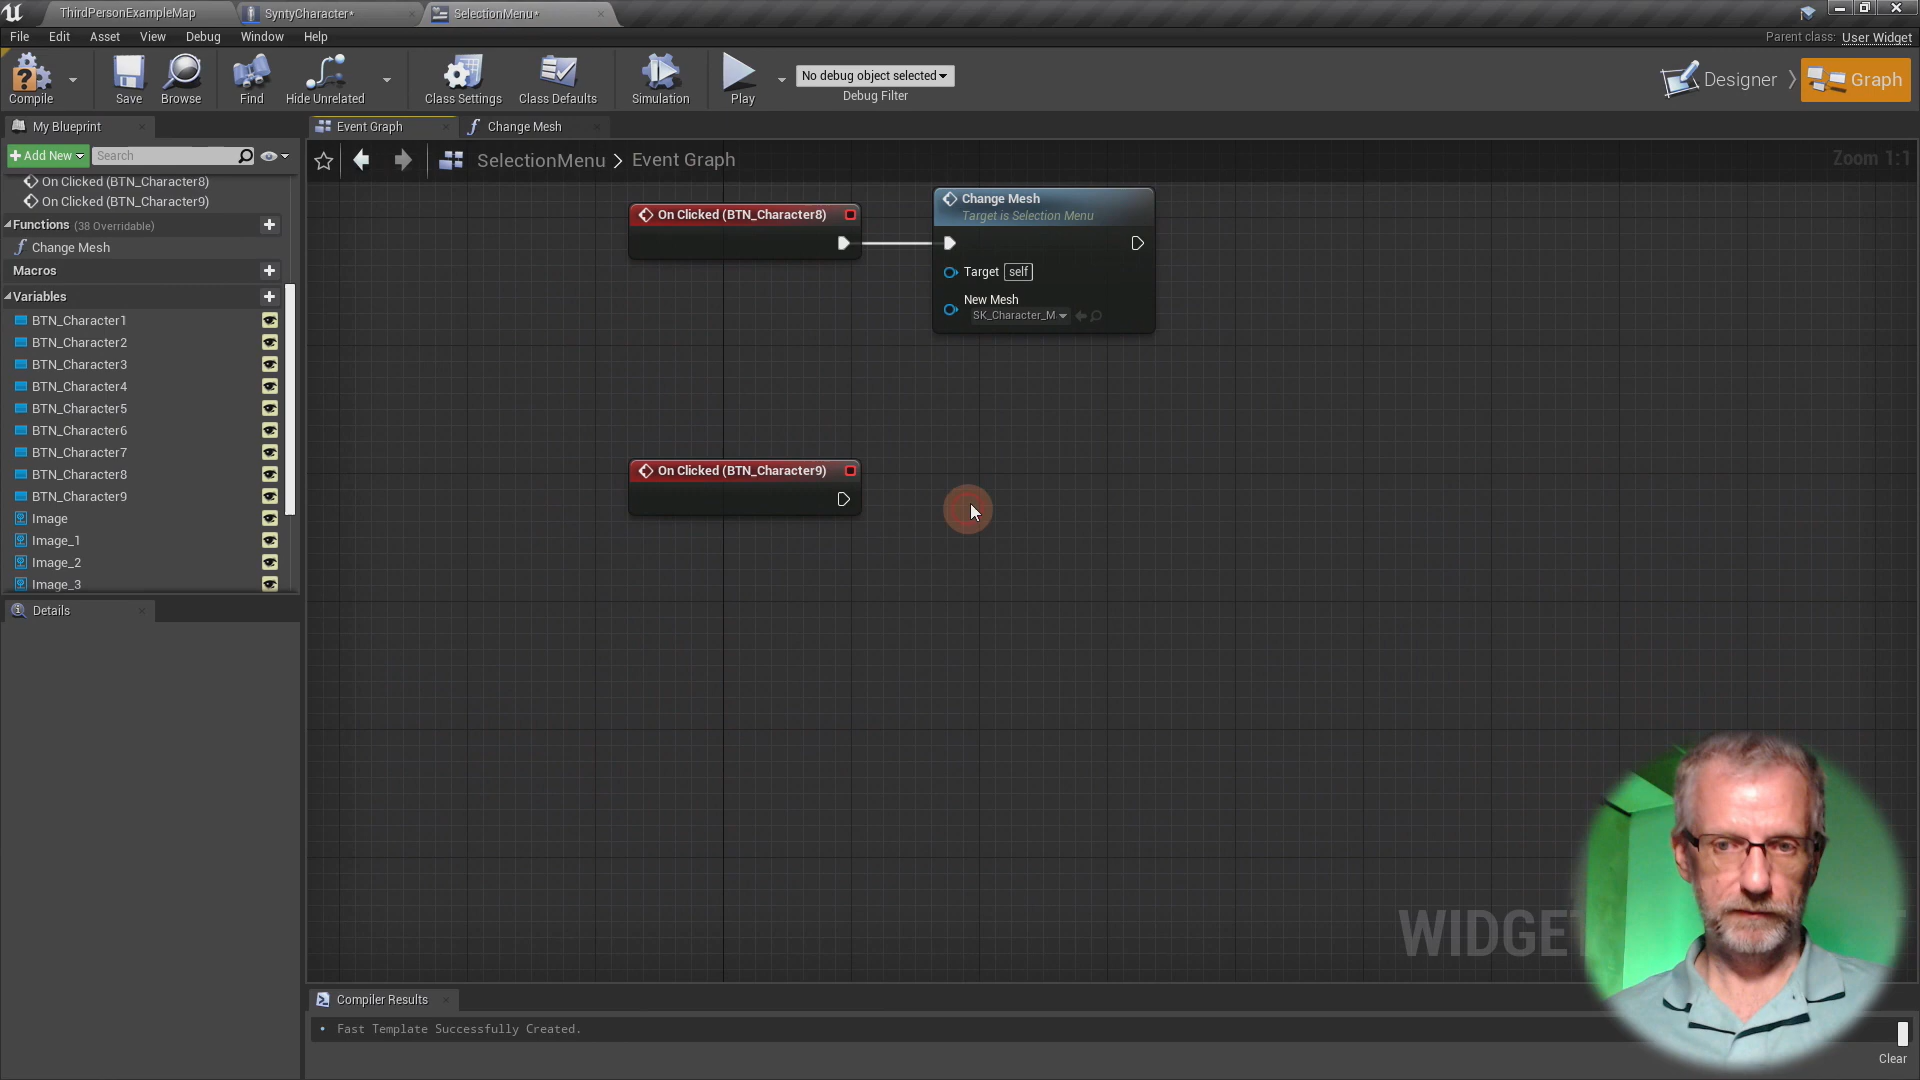 ThirdPersonExampleMap
SyntyCharacter*
SelectionMenu*
File Edit Asset View Debug Window Help
Parent class: User Widget
Compile
Save
Browse
Find
Hide Unrelated
Class Settings
Class Defaults
Simulation
Play
No debug object selected
Debug Filter
Designer
Graph
My Blueprint
Event Graph
Change Mesh
Add New
Search
SelectionMenu > Event Graph
Zoom 1:1
On Clicked (BTN_Character8)
On Clicked (BTN_Character9)
Functions (38 Overridable)
Change Mesh
Macros
Variables
BTN_Character1
BTN_Character2
BTN_Character3
BTN_Character4
BTN_Character5
BTN_Character6
BTN_Character7
BTN_Character8
BTN_Character9
Image
Image_1
Image_2
Image_3
Details
On Clicked (BTN_Character8)
Change Mesh
Target is Selection Menu
Target self
New Mesh
SK_Character_M
On Clicked (BTN_Character9)
Compiler Results
• Fast Template Successfully Created.
Clear